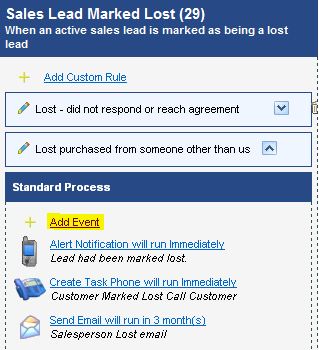 Sales Lead Marked Lost (29)
When an active sales lead is marked as being a lost
lead
Add Custom Rule
Lost - did not respond or reach agreement
Lost purchased from someone other than us
Standard Process
Add Event
Alert Notification will run Immediately
Lead had been marked lost.
Create Task Phone will run Immediately
Customer Marked Lost Call Customer
Send Email will run in 3 month(s)
Salesperson Lost email